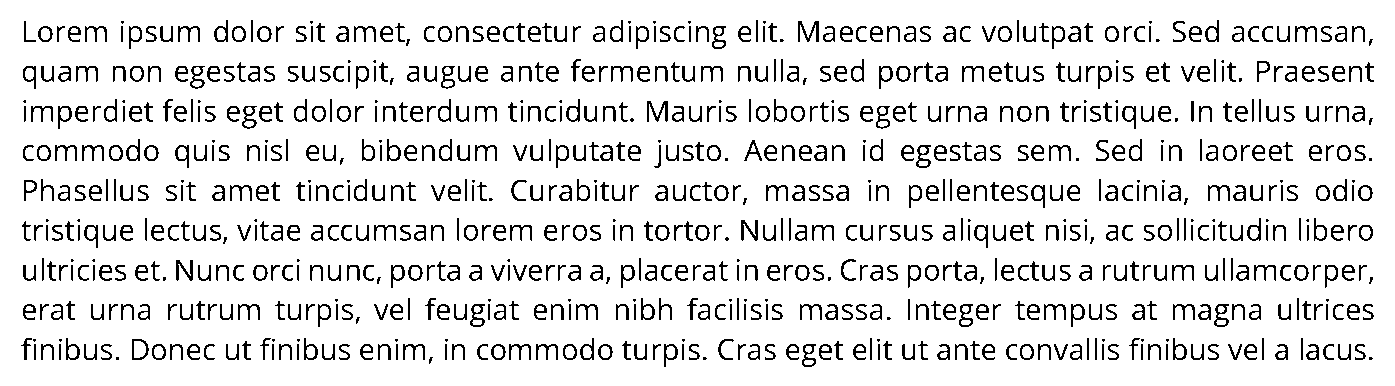 Lorem ipsum dolor sit amet, consectetur adipiscing elit. Maecenas ac volutpat orci. Sed accumsan,
quam non egestas suscipit, augue ante fermentum nulla, sed porta metus turpis et velit. Praesent
imperdiet felis eget dolor interdum tincidunt. Mauris lobortis eget urna non tristique. In tellus urna,
commodo quis nisl eu, bibendum vulputate justo. Aenean id egestas sem. Sed in laoreet eros.
Phasellus sit amet tincidunt velit. Curabitur auctor, massa in pellentesque lacinia, mauris odio
tristique lectus, vitae accumsan lorem eros in tortor. Nullam cursus aliquet nisi, ac sollicitudin libero
ultricies et. Nunc orci nunc, porta a viverra a, placerat in eros. Cras porta, lectus a rutrum ullamcorper,
erat urna rutrum turpis, vel feugiat enim nibh facilisis massa. Integer tempus at magna ultrices
finibus. Donec ut finibus enim, in commodo turpis. Cras eget elit ut ante convallis finibus vel a lacus.